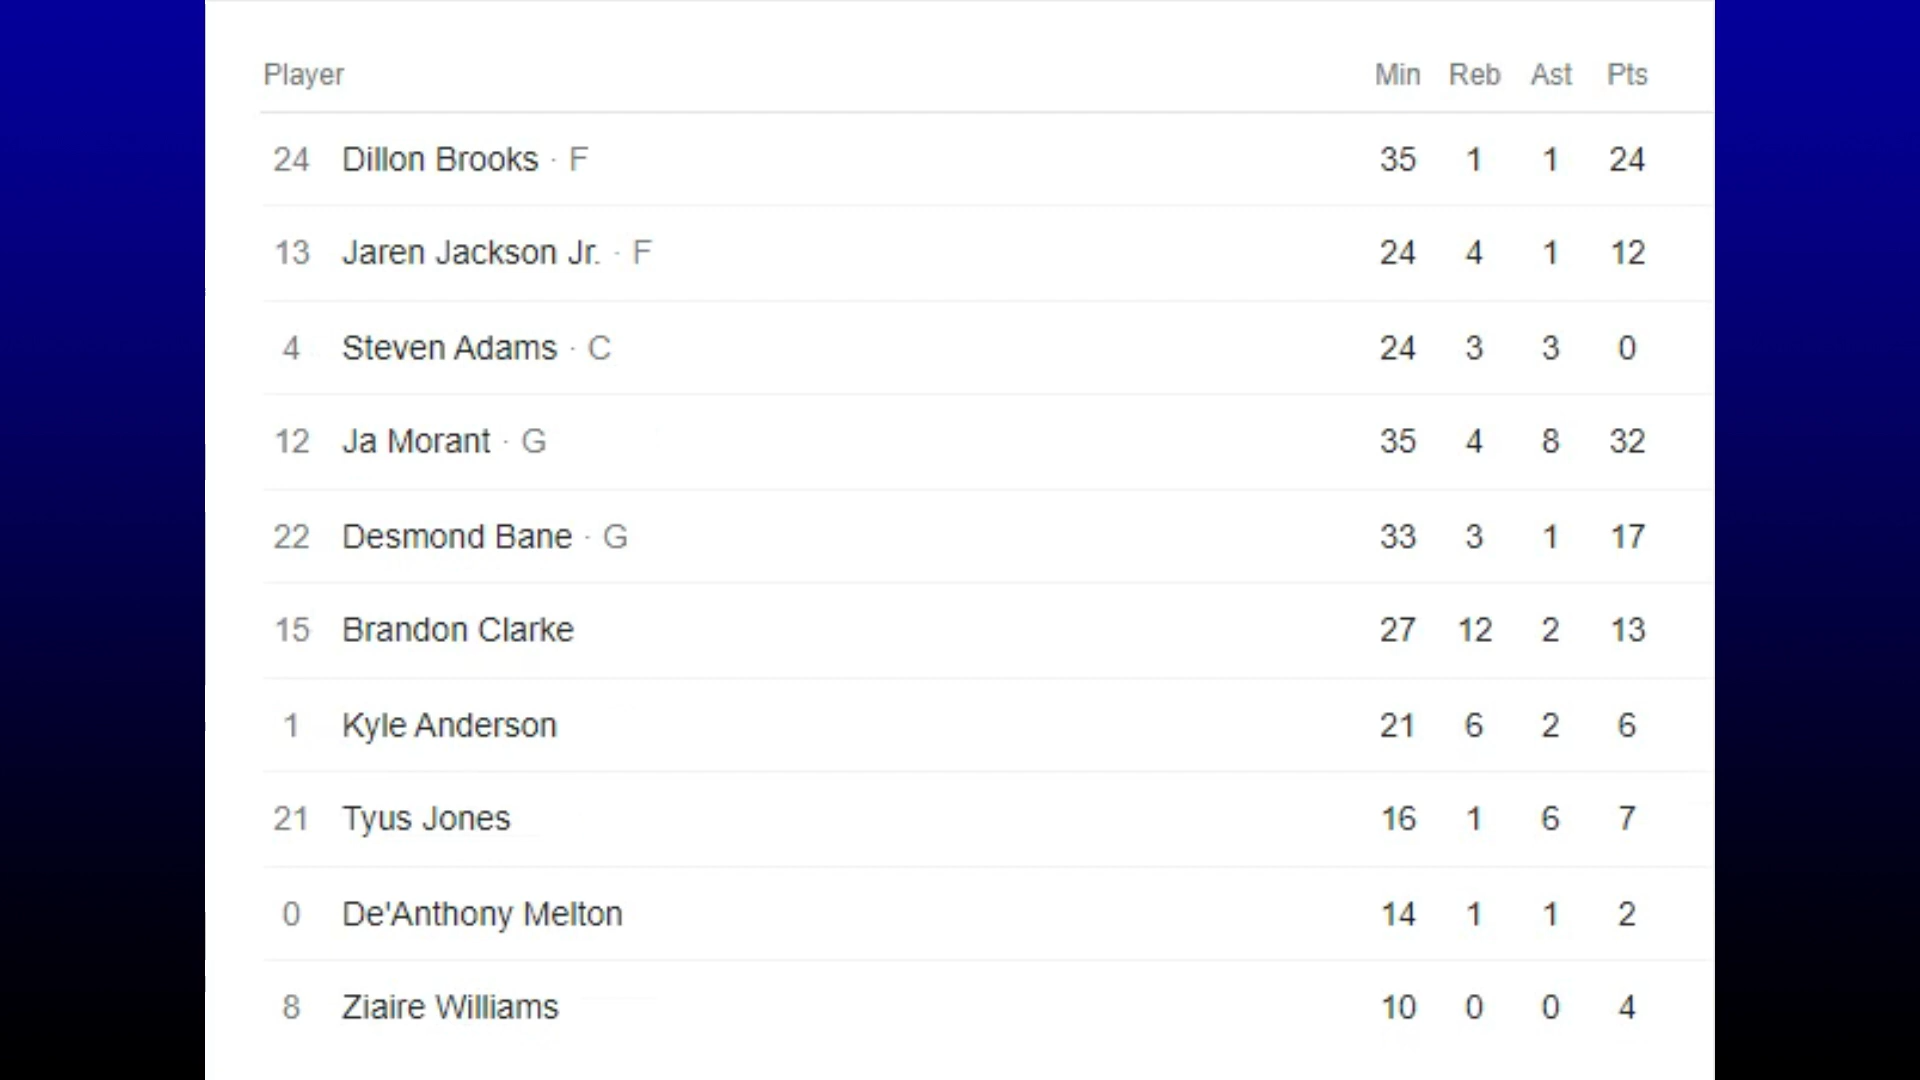 Player Min Reb Ast Pts
24 Dillon Brooks · F 35 1 1 24
13 Jaren Jackson Jr. · F 24 4 1 12
4 Steven Adams · C 24 3 3 0
12 Ja Morant · G 35 4 8 32
22 Desmond Bane · G 33 3 1 17
15 Brandon Clarke 27 12 2 13
1 Kyle Anderson 21 6 2 6
21 Tyus Jones 16 1 6 7
0 De'Anthony Melton 14 1 1 2
8 Ziaire Williams 10 0 0 4